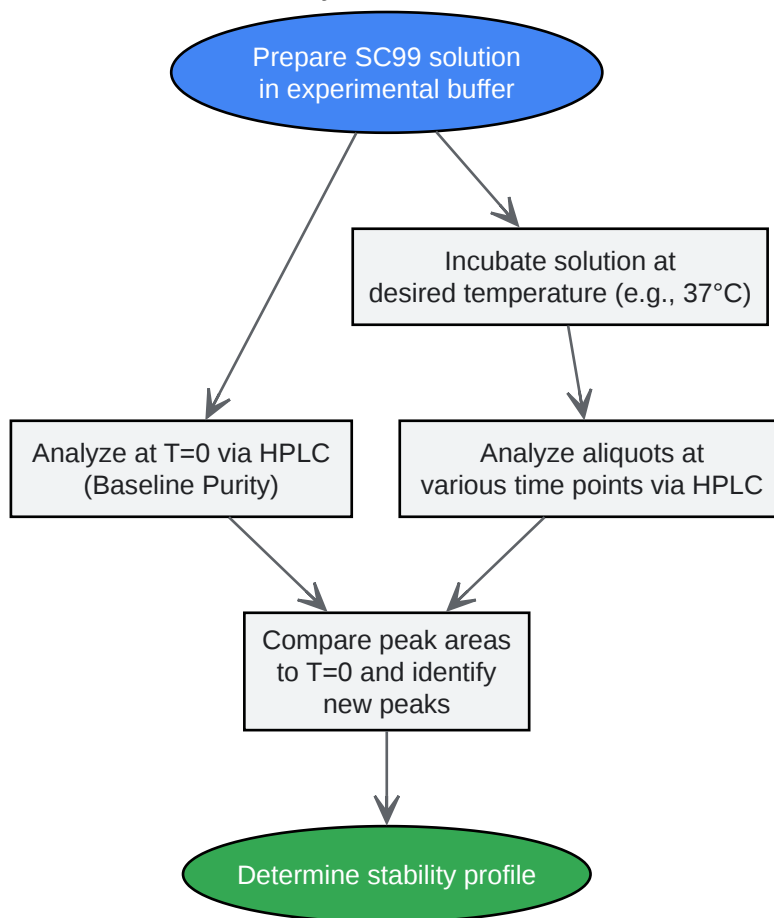 Prepare SC99 solution
in experimental buffer
Incubate solution at
desired temperature (e.g., 37°C)
Analyze at T=0 via HPLC
(Baseline Purity)
Analyze aliquots at
various time points via HPLC
Compare peak areas
to T=0 and identify
new peaks
Determine stability profile